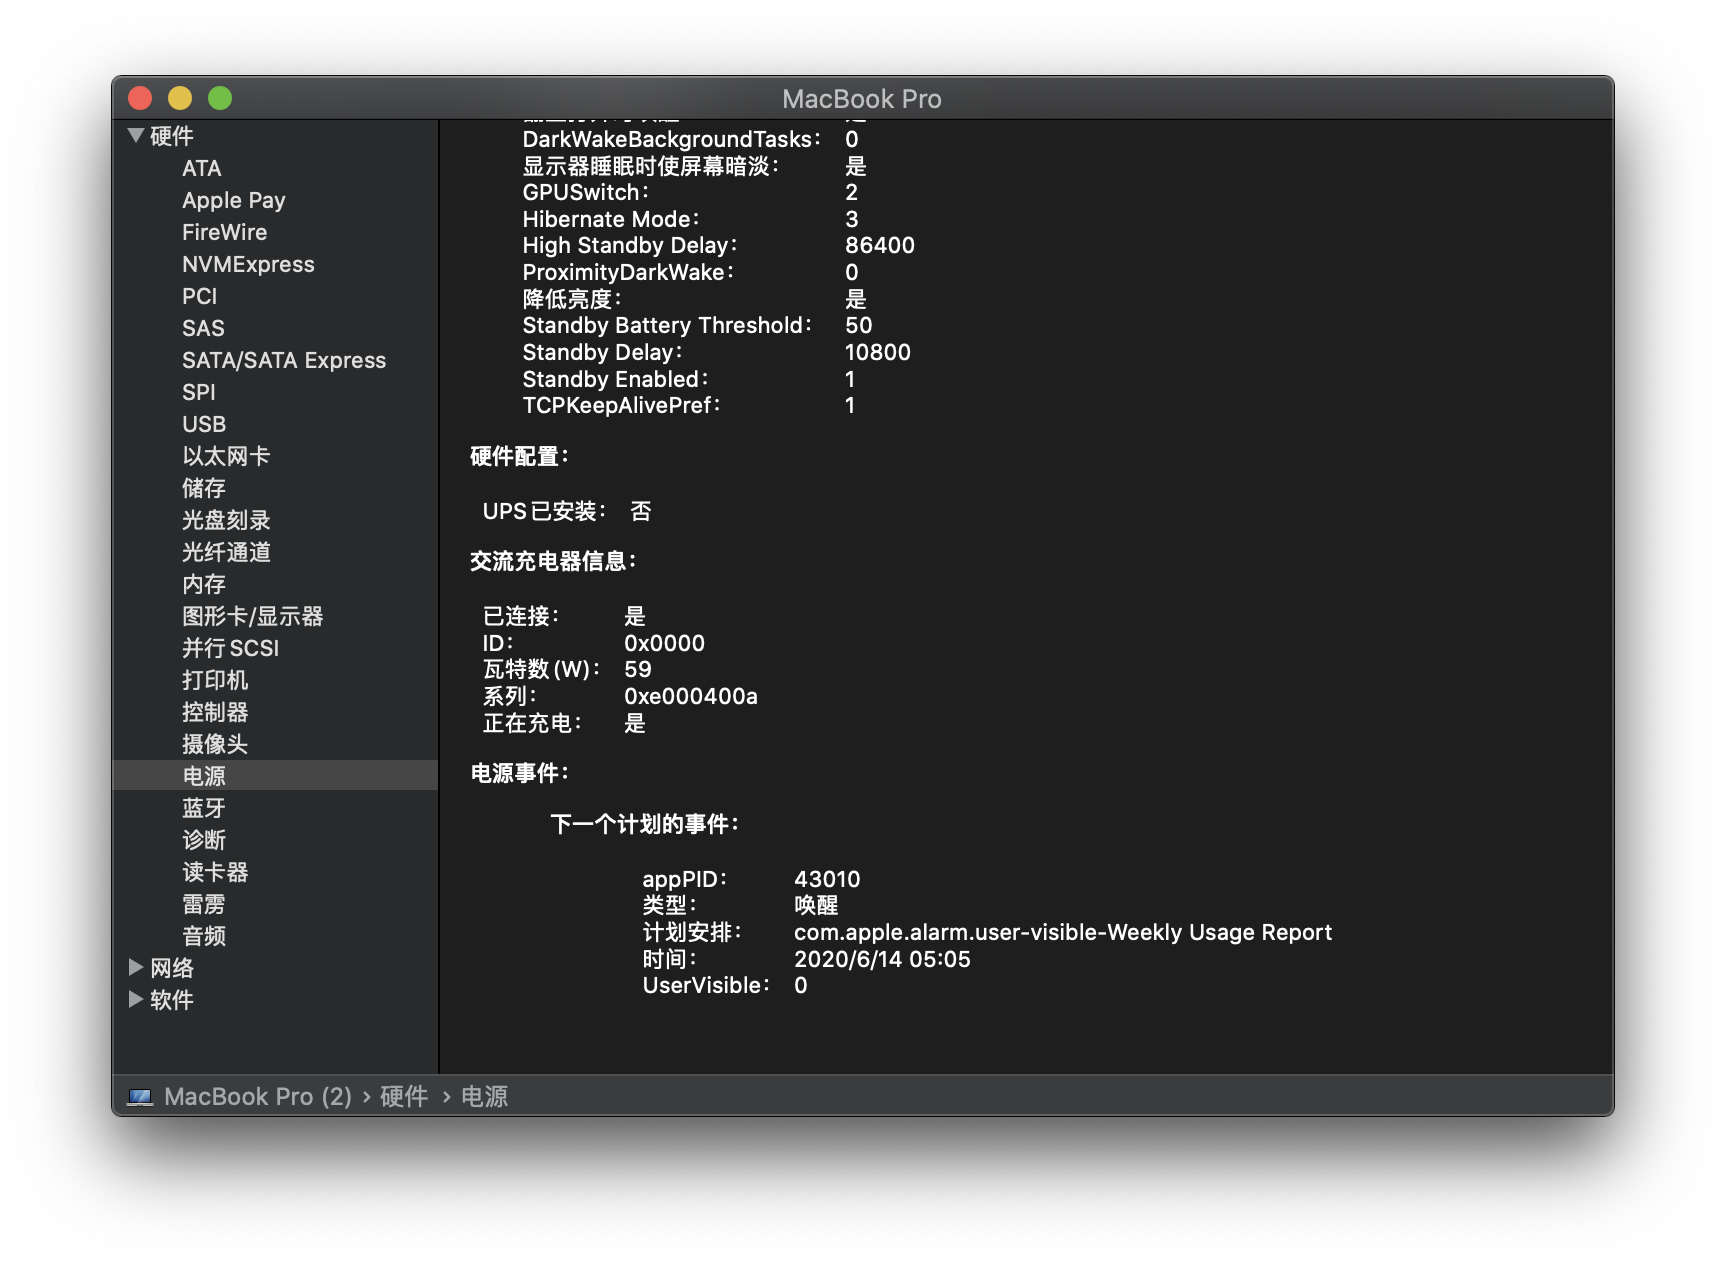 MacBook Pro
硬件
ATA
Apple Pay
FireWire
NVMExpress
PCI
SAS
SATA/SATA Express
SPI
USB
以太网卡
储存
光盘刻录
光纤通道
内存
图形卡/显示器
并行SCSI
打印机
控制器
摄像头
电源
蓝牙
诊断
读卡器
雷雳
音频
网络
软件
DarkWakeBackgroundTasks: 0
显示器睡眠时使屏幕暗淡: 是
GPUSwitch: 2
Hibernate Mode: 3
High Standby Delay: 86400
ProximityDarkWake: 0
降低亮度: 是
Standby Battery Threshold: 50
Standby Delay: 10800
Standby Enabled: 1
TCPKeepAlivePref: 1
硬件配置:
UPS已安装: 否
交流充电器信息:
已连接: 是
ID: 0x0000
瓦特数(W): 59
系列: 0xe000400a
正在充电: 是
电源事件:
下一个计划的事件:
appPID: 43010
类型: 唤醒
计划安排: com.apple.alarm.user-visible-Weekly Usage Report
时间: 2020/6/14 05:05
UserVisible: 0
MacBook Pro (2) › 硬件 › 电源